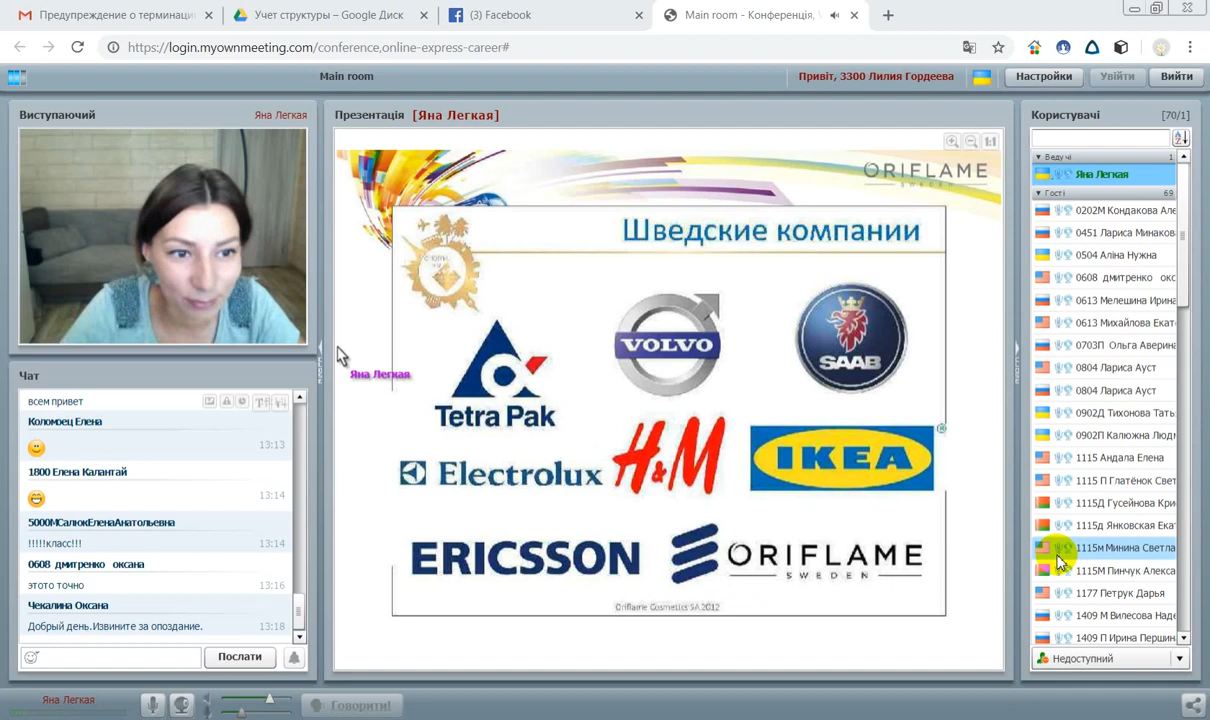 Предупреждение о терминаци
Учет структуры – Google Диск
(3) Facebook
Main room - Конференція, \
https://login.myownmeeting.com/conference,online-express-career#
Main room
Привіт, 3300 Лилия Гордеева
Настройки
Увійти
Вийти
Виступаючий
Яна Легкая
Чат
всем привет
Коломоец Елена
13:13
1800 Елена Калантай
13:14
5000МСалюкЕленаАнатольевна
!!!!!класс!!!
13:14
0608 дмитренко оксана
этото точно
13:16
Чекалина Оксана
Добрый день.Извините за опоздание.
13:18
Послати
Яна Легкая
Говорити!
Презентація [Яна Легкая]
1:1
ORIFLAME
SWEDEN
Шведские компании
VOLVO
SAAB
Яна Легкая
Tetra Pak
Electrolux
H&M
IKEA
ERICSSON
ORIFLAME
SWEDEN
Oriflame Cosmetics SA 2012
Користувачі
[70/1]
Ведучі
1
Яна Легкая
Гості
69
0202М Кондакова Але
0451 Лариса Минаков
0504 Аліна Нужна
0608 дмитренко окс
0613 Мелешина Ирина
0613 Михайлова Екат
0703П Ольга Аверина
0804 Лариса Ауст
0804 Лариса Ауст
0902Д Тихонова Тать
0902П Калюжна Людм
1115 Андала Елена
1115 П Глатёнок Свет
1115Д Гусейнова Кри
1115д Янковская Екат
1115м Минина Светла
1115М Пинчук Алекса
1177 Петрук Дарья
1409 М Вилесова Наде
1409 П Ирина Першин
Недоступний